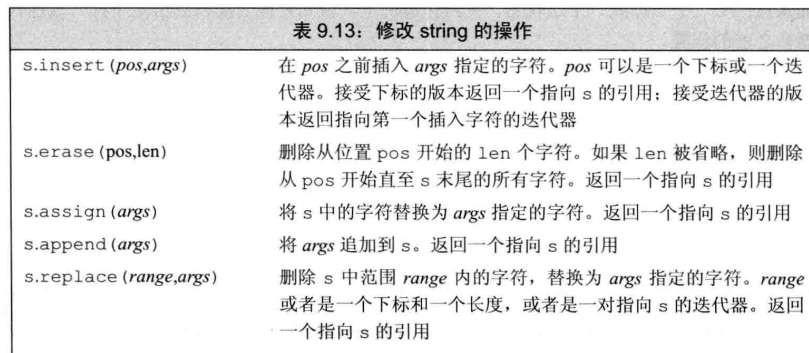 表 9.13：修改 string 的操作
s.insert(pos,args) 在 pos 之前插入 args 指定的字符。pos 可以是一个下标或一个迭
代器。接受下标的版本返回一个指向 s 的引用；接受迭代器的版
本返回指向第一个插入字符的迭代器
s.erase(pos,len) 删除从位置 pos 开始的 len 个字符。如果 len 被省略，则删除
从 pos 开始直至 s 末尾的所有字符。返回一个指向 s 的引用
s.assign(args) 将 s 中的字符替换为 args 指定的字符。返回一个指向 s 的引用
s.append(args) 将 args 追加到 s。返回一个指向 s 的引用
s.replace(range,args) 删除 s 中范围 range 内的字符，替换为 args 指定的字符。range
或者是一个下标和一个长度，或者是一对指向 s 的迭代器。返回
一个指向 s 的引用